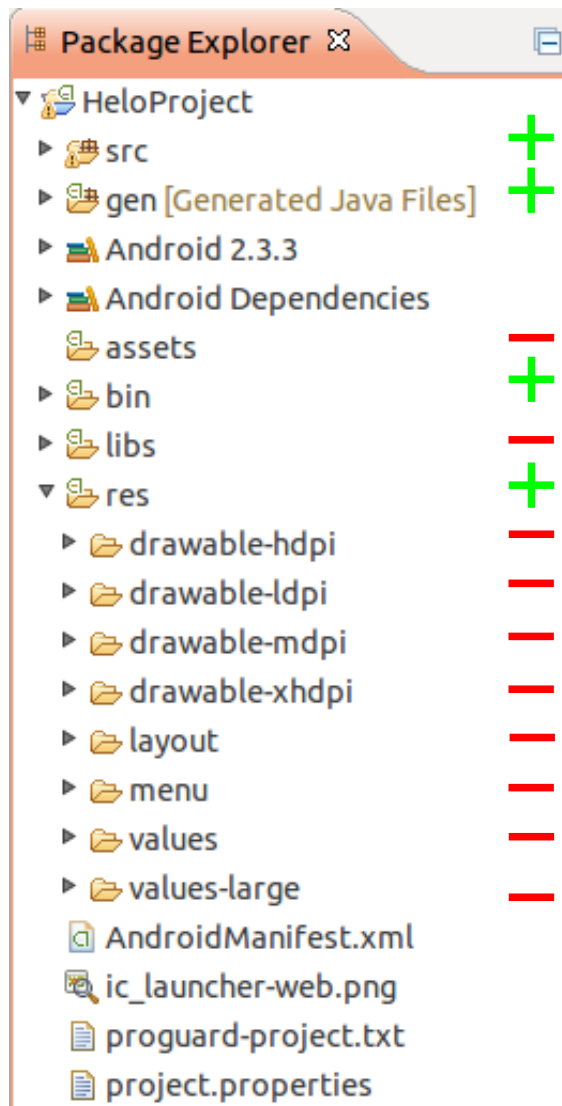 Package Explorer
HeloProject
src
gen [Generated Java Files]
Android 2.3.3
Android Dependencies
assets
bin
libs
res
drawable-hdpi
drawable-ldpi
drawable-mdpi
drawable-xhdpi
layout
menu
values
values-large
AndroidManifest.xml
ic_launcher-web.png
proguard-project.txt
project.properties